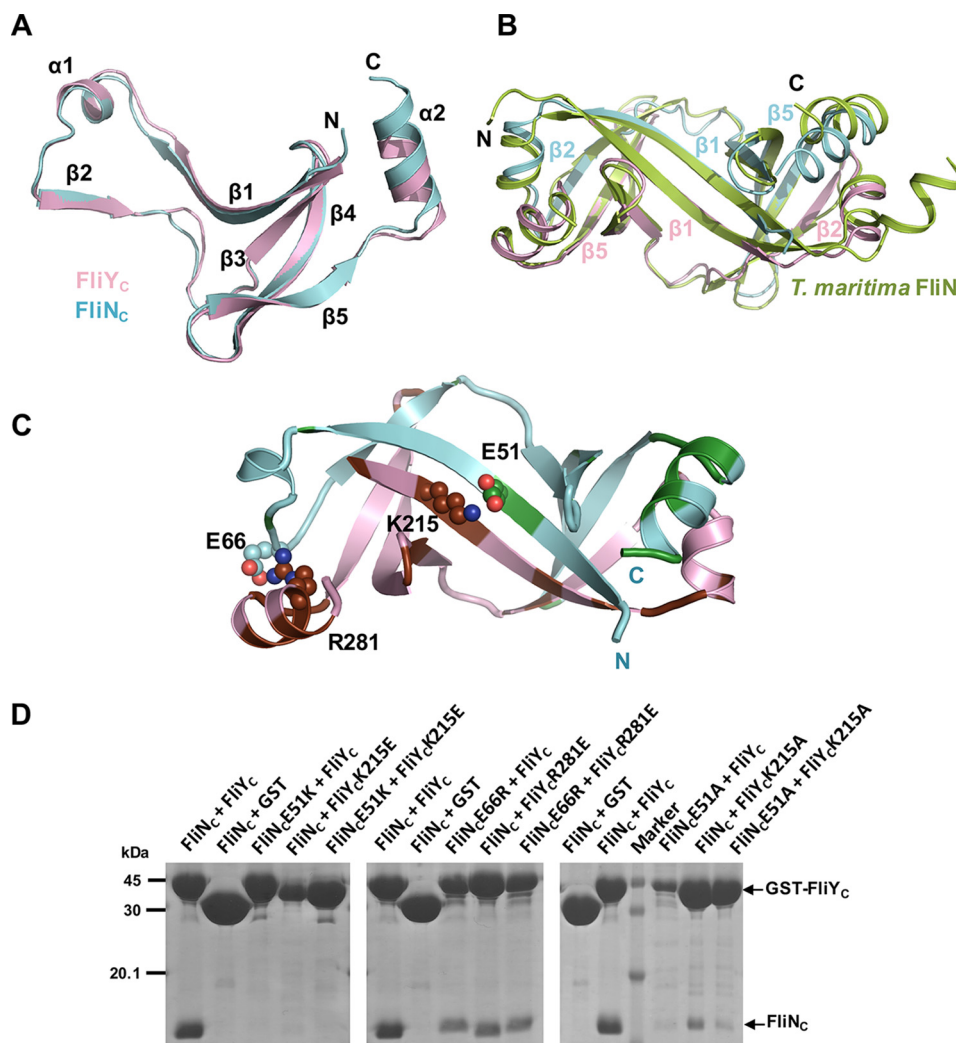 A
α1
C
N
α2
β2
β1
β4
β3
β5
FliYC
FliNC
B
C
N
β5
β2
β1
β1
β5
β2
T. maritima FliN
C
E51
E66
K215
C
R281
N
D
FliNC + FliYC
FliNC + GST
FliNCE51K + FliYC
FliNC + FliYCK215E
FliNCE51K + FliYCK215E
FliNC + FliYC
FliNC + GST
FliNCE66R + FliYC
FliNC + FliYCR281E
FliNCE66R + FliYCR281E
FliNC + GST
FliNC + FliYC
Marker
FliNCE51A + FliYC
FliNC + FliYCK215A
FliNCE51A + FliYCK215A
kDa
45
30
20.1
GST-FliYC
FliNC